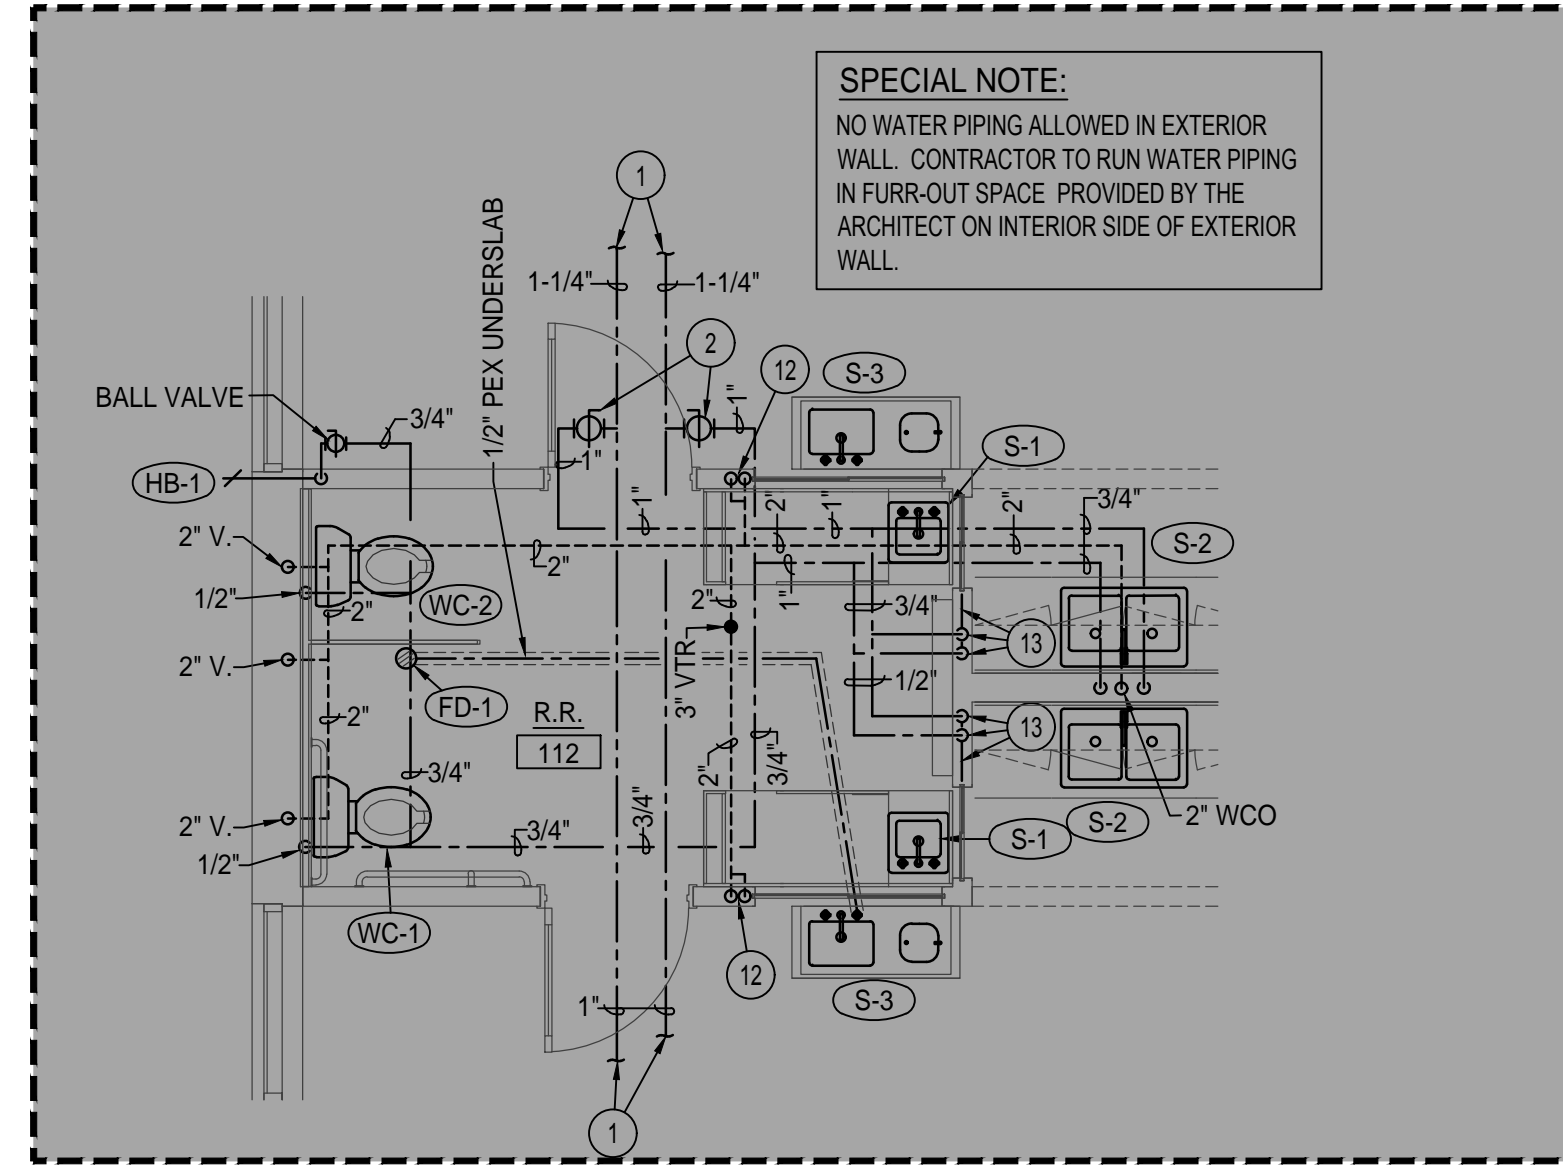 SPECIAL NOTE:
NO WATER PIPING ALLOWED IN EXTERIOR
WALL. CONTRACTOR TO RUN WATER PIPING
IN FURR-OUT SPACE PROVIDED BY THE
ARCHITECT ON INTERIOR SIDE OF EXTERIOR
WALL.
1
1/2" PEX UNDERSLAB
1-1/4"
1-1/4"
2
12
S-3
BALL VALVE
3/4"
1"
1"
S-1
HB-1
1"
2"
1"
2"
3/4"
2" V.
2"
S-2
1/2"
WC-2
2"
2"
1"
3/4"
13
2" V.
3" VTR
FD-1
1/2"
2"
R.R.
112
13
3/4"
2"
3/4"
2" V.
3/4"
3/4"
S-1
S-2
2" WCO
1/2"
WC-1
12
1"
S-3
1